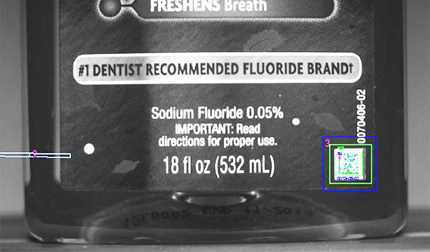 FRESHENS Breath
#1 DENTIST RECOMMENDED FLUORIDE BRAND†
Sodium Fluoride 0.05%
IMPORTANT: Read
directions for proper use.
18 fl oz (532 mL)
0070406-02
3